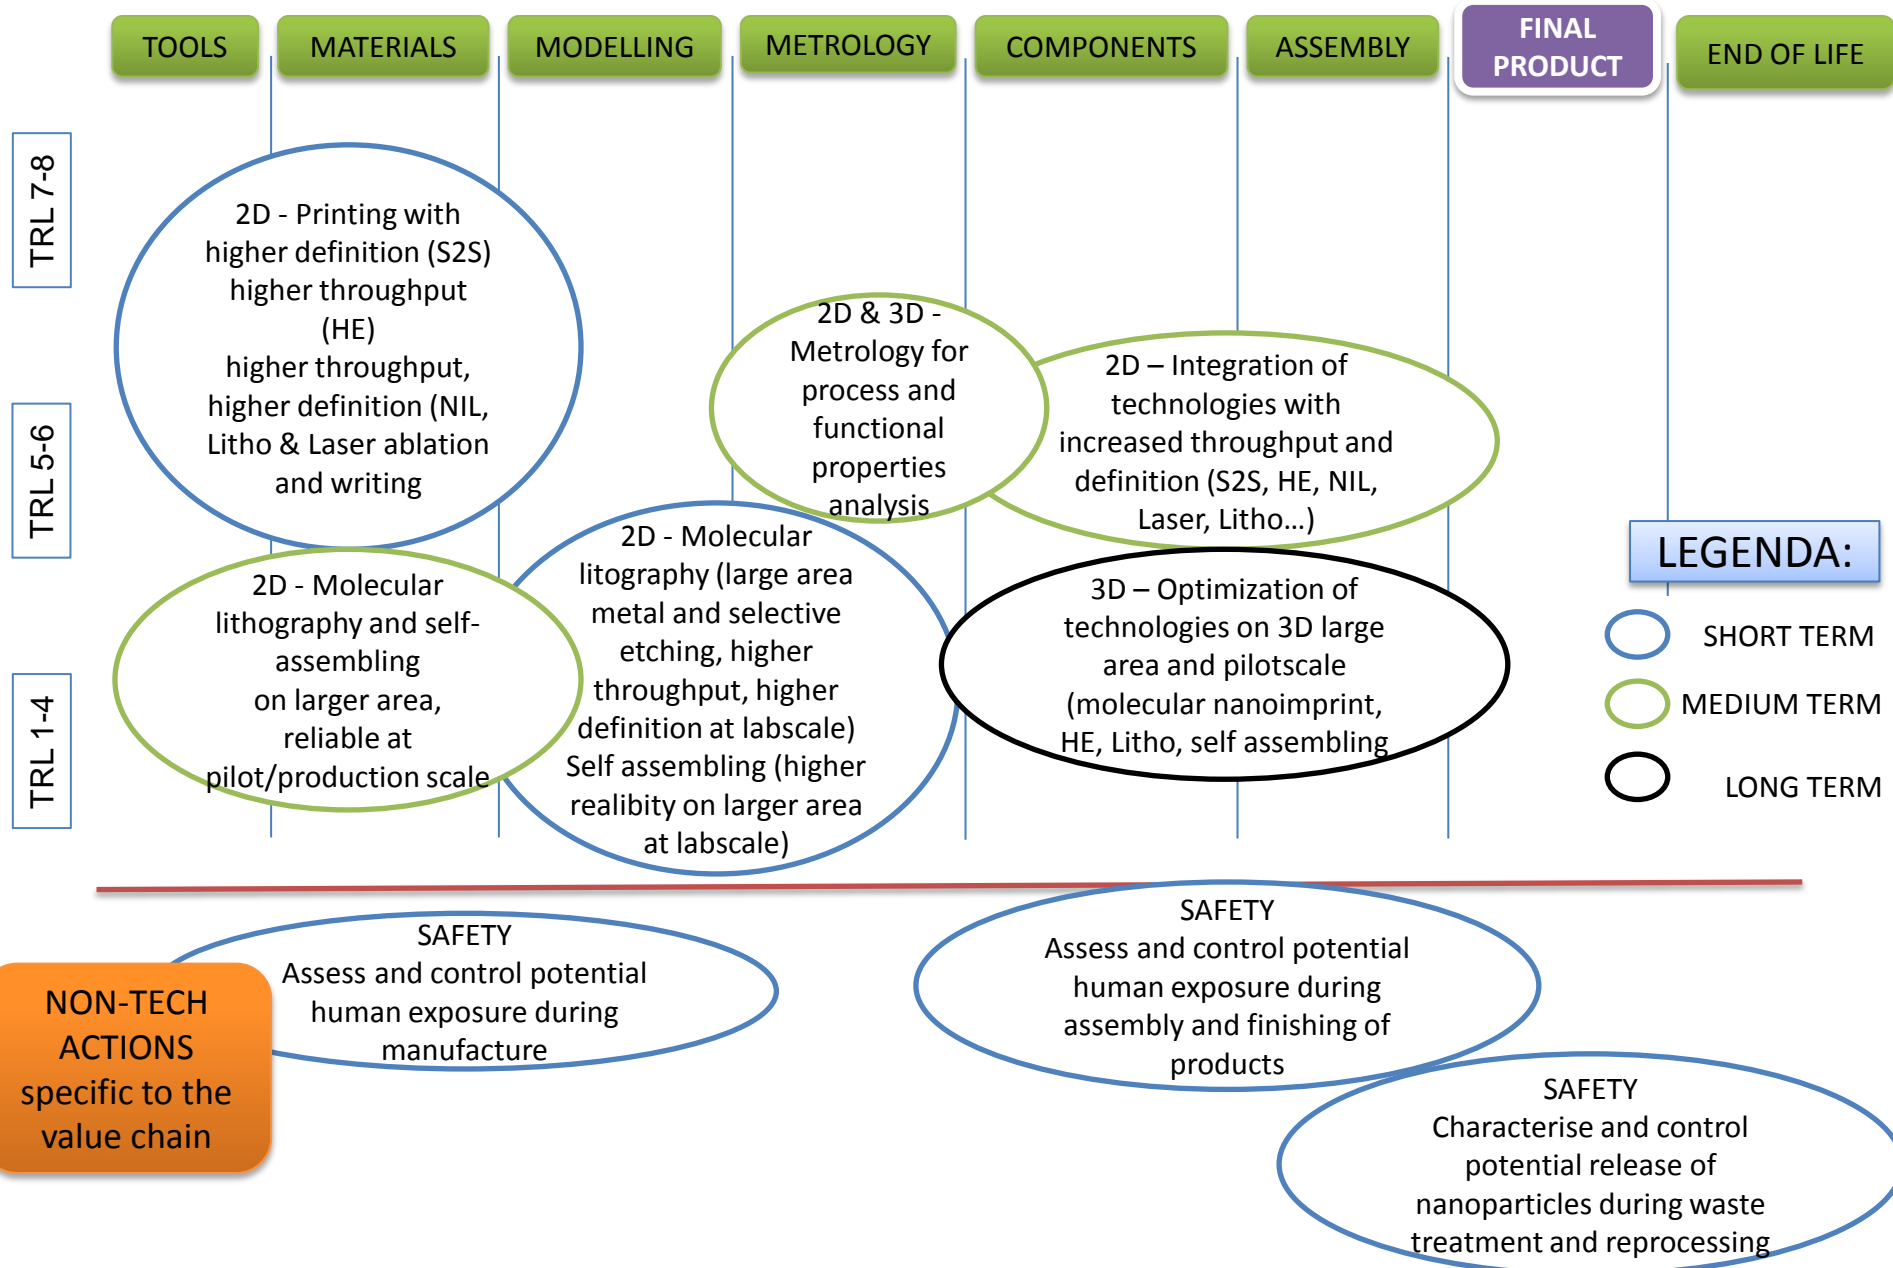 TOOLS
MATERIALS
MODELLING
METROLOGY
COMPONENTS
ASSEMBLY
FINAL
PRODUCT
END OF LIFE
TRL 7-8
TRL 5-6
TRL 1-4
2D - Printing with
higher definition (S2S)
higher throughput
(HE)
higher throughput,
higher definition (NIL,
Litho & Laser ablation
and writing
2D & 3D -
Metrology for
process and
functional
properties
analysis
2D – Integration of
technologies with
increased throughput and
definition (S2S, HE, NIL,
Laser, Litho…)
2D - Molecular
lithography and self-
assembling
on larger area,
reliable at
pilot/production scale
2D - Molecular
litography (large area
metal and selective
etching, higher
throughput, higher
definition at labscale)
Self assembling (higher
realibity on larger area
at labscale)
3D – Optimization of
technologies on 3D large
area and pilotscale
(molecular nanoimprint,
HE, Litho, self assembling
LEGENDA:
SHORT TERM
MEDIUM TERM
LONG TERM
NON-TECH
ACTIONS
specific to the
value chain
SAFETY
Assess and control potential
human exposure during
manufacture
SAFETY
Assess and control potential
human exposure during
assembly and finishing of
products
SAFETY
Characterise and control
potential release of
nanoparticles during waste
treatment and reprocessing